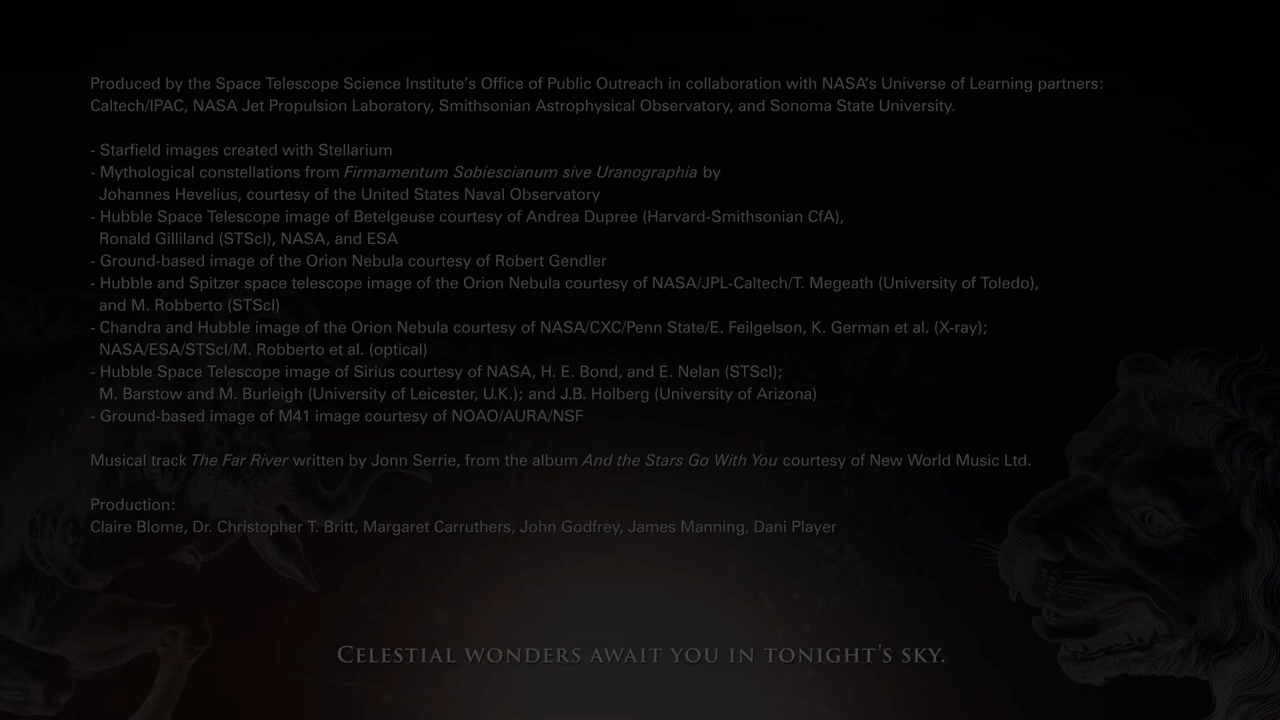 Produced by the Space Telescope Science Institute's Office of Public Outreach in collaboration with NASA's Universe of Learning partners:
Caltech/IPAC, NASA Jet Propulsion Laboratory, Smithsonian Astrophysical Observatory, and Sonoma State University.
- Starfield images created with Stellarium
- Mythological constellations from Firmamentum Sobiescianum sive Uranographia by
Johannes Hevelius, courtesy of the United States Naval Observatory
- Hubble Space Telescope image of Betelgeuse courtesy of Andrea Dupree (Harvard-Smithsonian CfA),
Ronald Gilliland (STScI), NASA, and ESA
- Ground-based image of the Orion Nebula courtesy of Robert Gendler
- Hubble and Spitzer space telescope image of the Orion Nebula courtesy of NASA/JPL-Caltech/T. Megeath (University of Toledo),
and M. Robberto (STScI)
- Chandra and Hubble image of the Orion Nebula courtesy of NASA/CXC/Penn State/E. Feilgelson, K. German et al. (X-ray);
NASA/ESA/STScI/M. Robberto et al. (optical)
- Hubble Space Telescope image of Sirius courtesy of NASA, H. E. Bond, and E. Nelan (STScI);
M. Barstow and M. Burleigh (University of Leicester, U.K.); and J.B. Holberg (University of Arizona)
- Ground-based image of M41 image courtesy of NOAO/AURA/NSF
Musical track The Far River written by Jonn Serrie, from the album And the Stars Go With You courtesy of New World Music Ltd.
Production:
Claire Blome, Dr. Christopher T. Britt, Margaret Carruthers, John Godfrey, James Manning, Dani Player
Celestial wonders await you in tonight's sky.